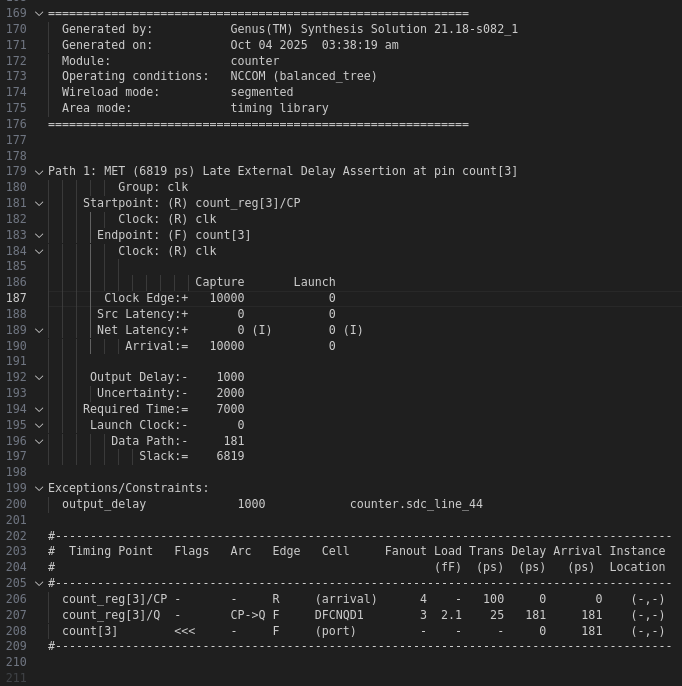 169 ============================================================
170 Generated by:           Genus(TM) Synthesis Solution 21.18-s082_1
171 Generated on:           Oct 04 2025  03:38:19 am
172 Module:                 counter
173 Operating conditions:   NCCOM (balanced_tree)
174 Wireload mode:          segmented
175 Area mode:              timing library
176 ============================================================
177
178
179 Path 1: MET (6819 ps) Late External Delay Assertion at pin count[3]
180           Group: clk
181      Startpoint: (R) count_reg[3]/CP
182           Clock: (R) clk
183        Endpoint: (F) count[3]
184           Clock: (R) clk
185
186                      Capture       Launch
187         Clock Edge:+   10000            0
188        Src Latency:+       0            0
189        Net Latency:+       0 (I)        0 (I)
190            Arrival:=   10000            0
191
192       Output Delay:-    1000
193        Uncertainty:-    2000
194      Required Time:=    7000
195       Launch Clock:-       0
196          Data Path:-     181
197              Slack:=    6819
198
199 Exceptions/Constraints:
200   output_delay             1000            counter.sdc_line_44
201
202 #-----------------------------------------------------------------------------------------
203 #  Timing Point   Flags   Arc   Edge   Cell     Fanout Load Trans Delay Arrival Instance
204 #                                                      (fF)  (ps)  (ps)   (ps)  Location
205 #-----------------------------------------------------------------------------------------
206   count_reg[3]/CP -       -     R     (arrival)      4    -   100     0       0    (-,-)
207   count_reg[3]/Q  -       CP->Q F     DFCNQD1        3  2.1    25   181     181    (-,-)
208   count[3]        <<<     -     F     (port)         -    -     -     0     181    (-,-)
209 #-----------------------------------------------------------------------------------------
210
211